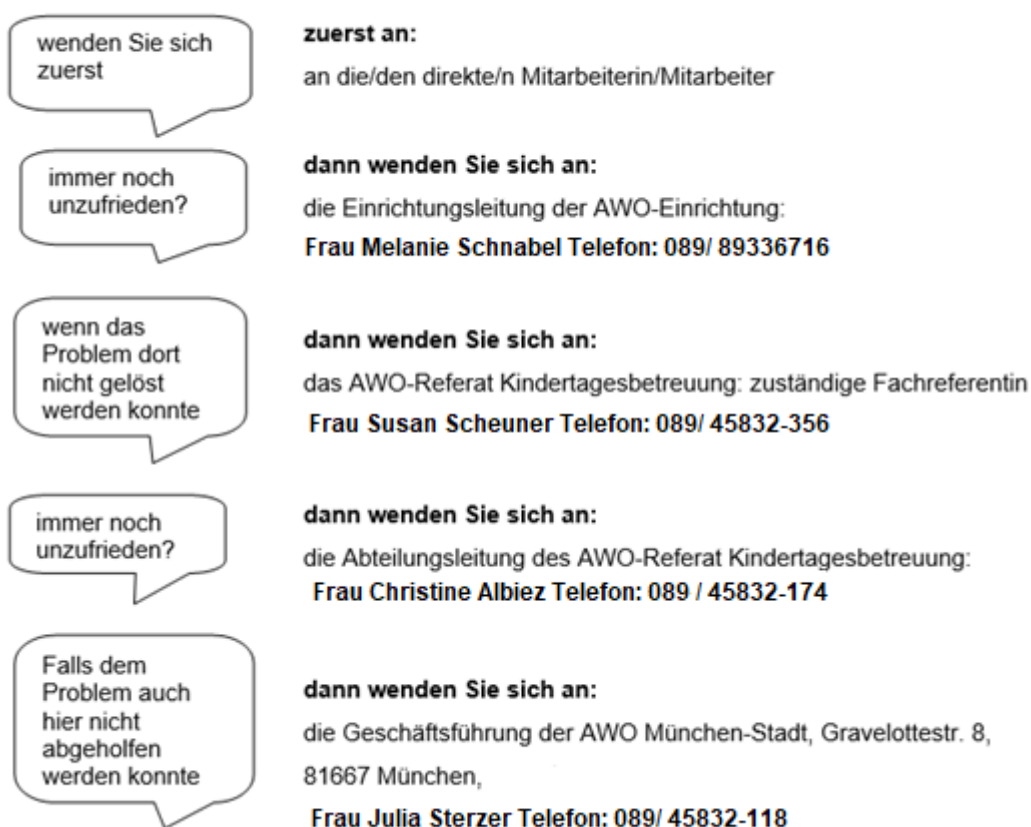 wenden Sie sich
zuerst
zuerst an:
an die/den direkte/n Mitarbeiterin/Mitarbeiter
immer noch
unzufrieden?
dann wenden Sie sich an:
die Einrichtungsleitung der AWO-Einrichtung:
Frau Melanie Schnabel Telefon: 089/ 89336716
wenn das
Problem dort
nicht gelöst
werden konnte
dann wenden Sie sich an:
das AWO-Referat Kindertagesbetreuung: zuständige Fachreferentin
Frau Susan Scheuner Telefon: 089/ 45832-356
immer noch
unzufrieden?
dann wenden Sie sich an:
die Abteilungsleitung des AWO-Referat Kindertagesbetreuung:
Frau Christine Albiez Telefon: 089 / 45832-174
Falls dem
Problem auch
hier nicht
abgeholfen
werden konnte
dann wenden Sie sich an:
die Geschäftsführung der AWO München-Stadt, Gravelottestr. 8,
81667 München,
Frau Julia Sterzer Telefon: 089/ 45832-118